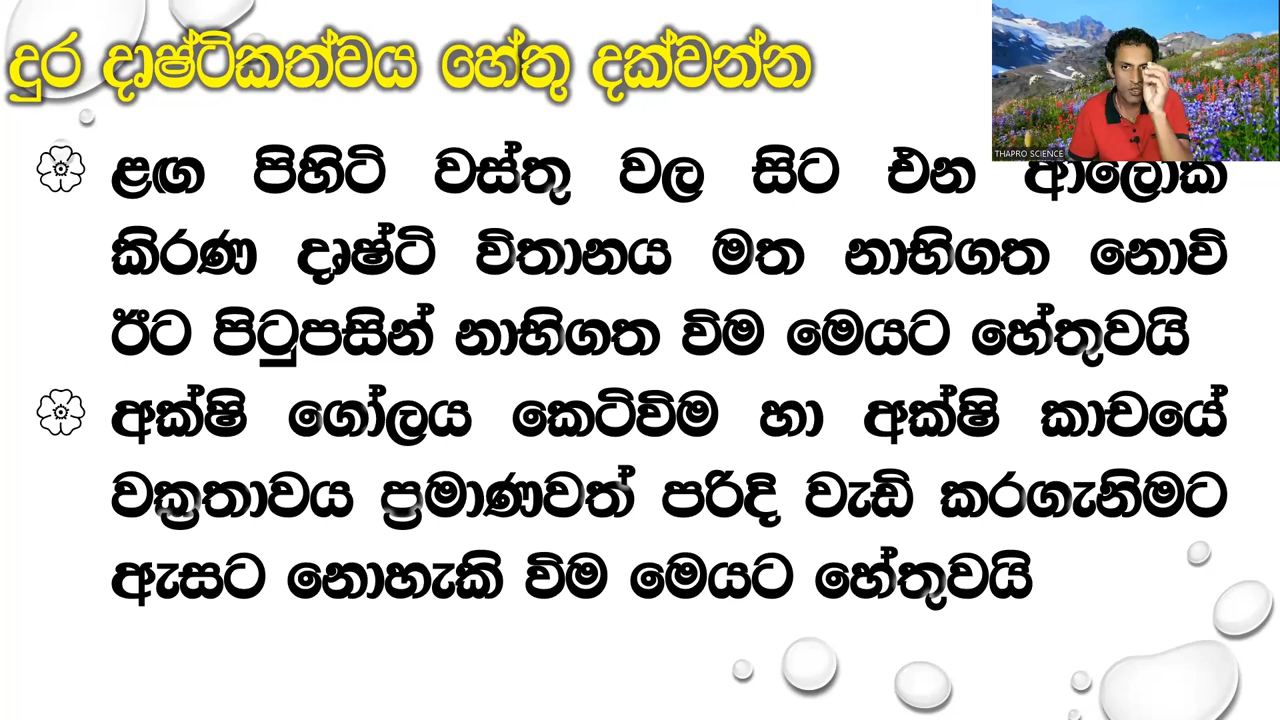 දුර දෘෂ්ටිකත්වය හේතු දක්වන්න
THAPRO SCIENCE
ළඟ පිහිටි වස්තු වල සිට එන ආලෝක
කිරණ දෘෂ්ටි විතානය මත නාභිගත නොවී
ඊට පිටුපසින් නාභිගත වීම මෙයට හේතුවයි
අක්ෂි ගෝලය කෙටිවීම හා අක්ෂි කාචයේ
වක්‍රතාවය ප්‍රමාණවත් පරිදි වැඩි කරගැනීමට
ඇසට නොහැකි වීම මෙයට හේතුවයි